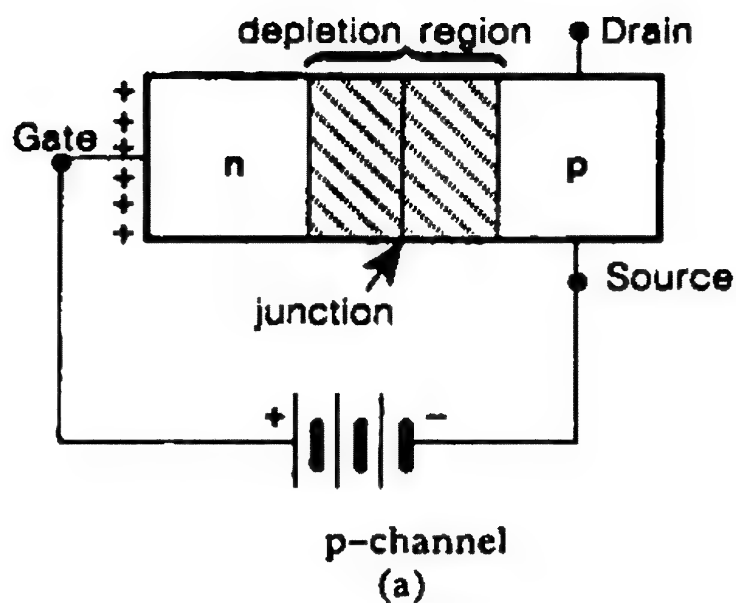 depletion region
Drain
+
+
Gate
+
+
+
+
n
p
junction
Source
+
−
p-channel
(a)